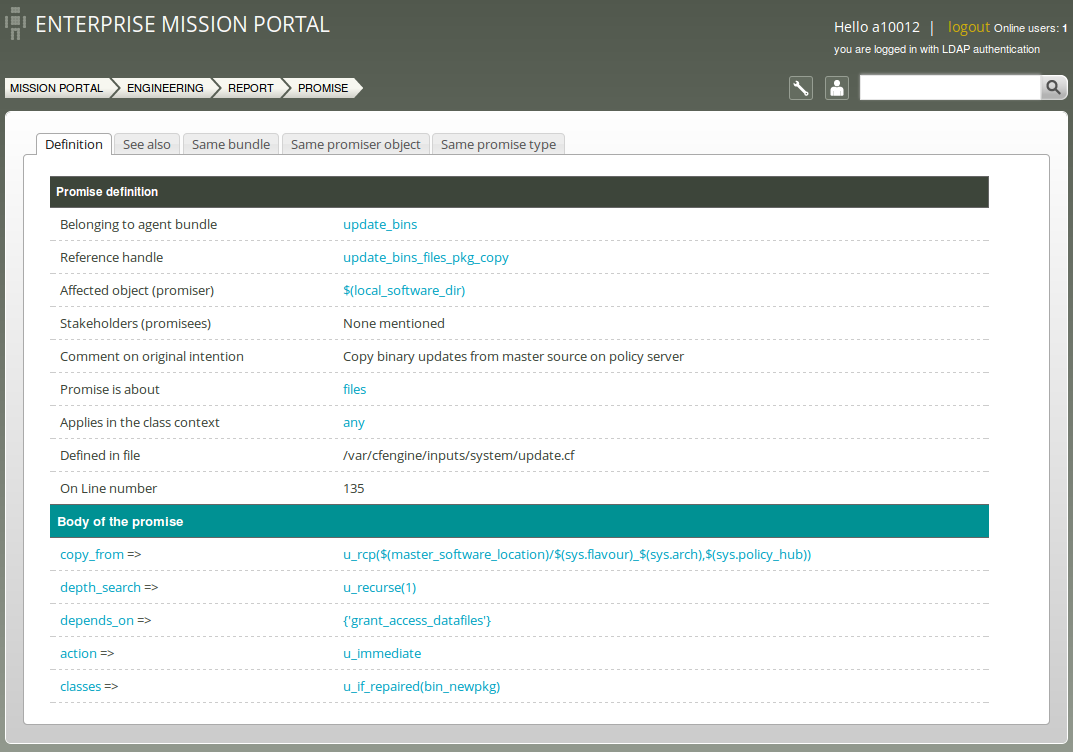 ENTERPRISE MISSION PORTAL
Hello a10012 | logout Online users: 1
you are logged in with LDAP authentication
MISSION PORTAL ENGINEERING REPORT PROMISE
Definition See also Same bundle Same promiser object Same promise type
Promise definition
Belonging to agent bundle update_bins
Reference handle update_bins_files_pkg_copy
Affected object (promiser) $(local_software_dir)
Stakeholders (promisees) None mentioned
Comment on original intention Copy binary updates from master source on policy server
Promise is about files
Applies in the class context any
Defined in file /var/cfengine/inputs/system/update.cf
On Line number 135
Body of the promise
copy_from => u_rcp($(master_software_location)/$(sys.flavour)_$(sys.arch),$(sys.policy_hub))
depth_search => u_recurse(1)
depends_on => {'grant_access_datafiles'}
action => u_immediate
classes => u_if_repaired(bin_newpkg)